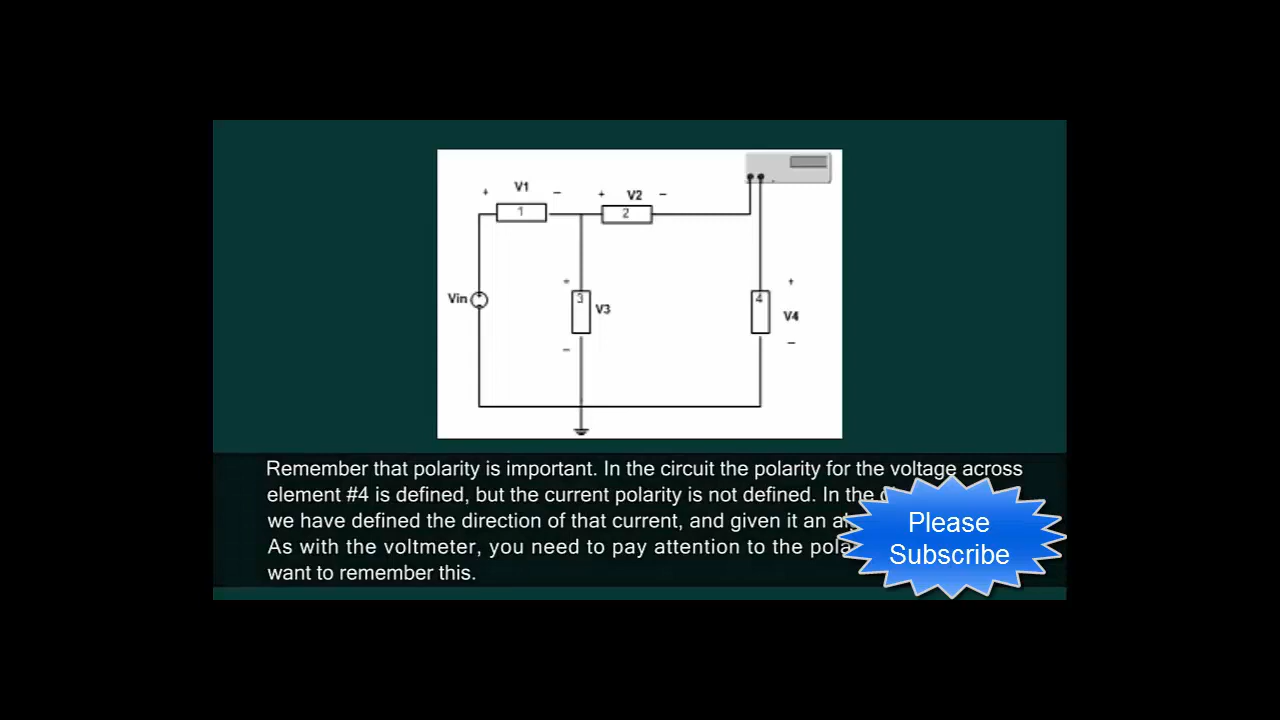 V1
+ −
1
V2
+ −
2
Vin
+
3
V3
−
+
4
V4
−
Remember that polarity is important. In the circuit the polarity for the voltage across
element #4 is defined, but the current polarity is not defined. In the
we have defined the direction of that current, and given it an
As with the voltmeter, you need to pay attention to the
want to remember this.
Please
Subscribe